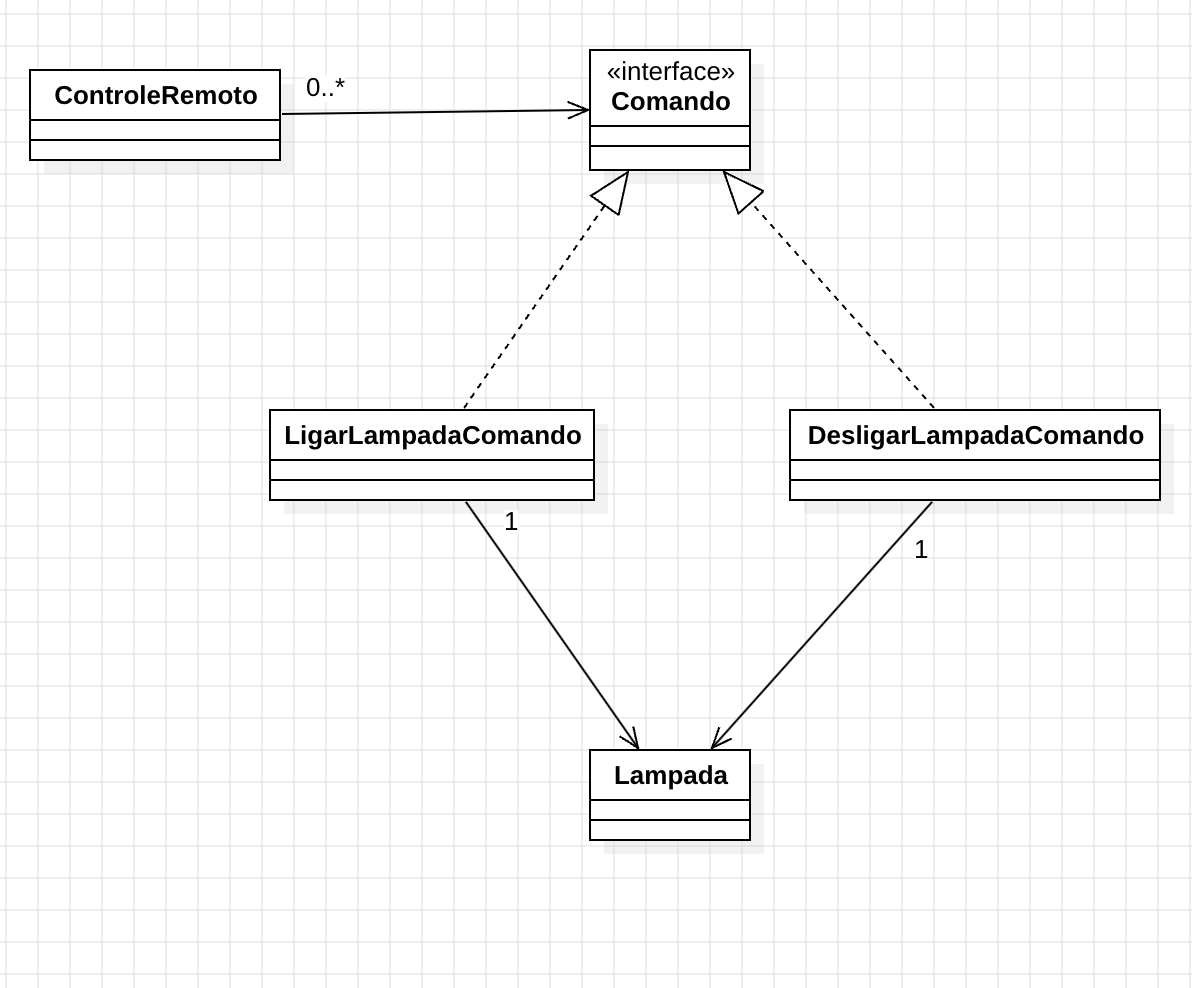 ControleRemoto
0..*
«interface»
Comando
LigarLampadaComando
DesligarLampadaComando
1
1
Lampada